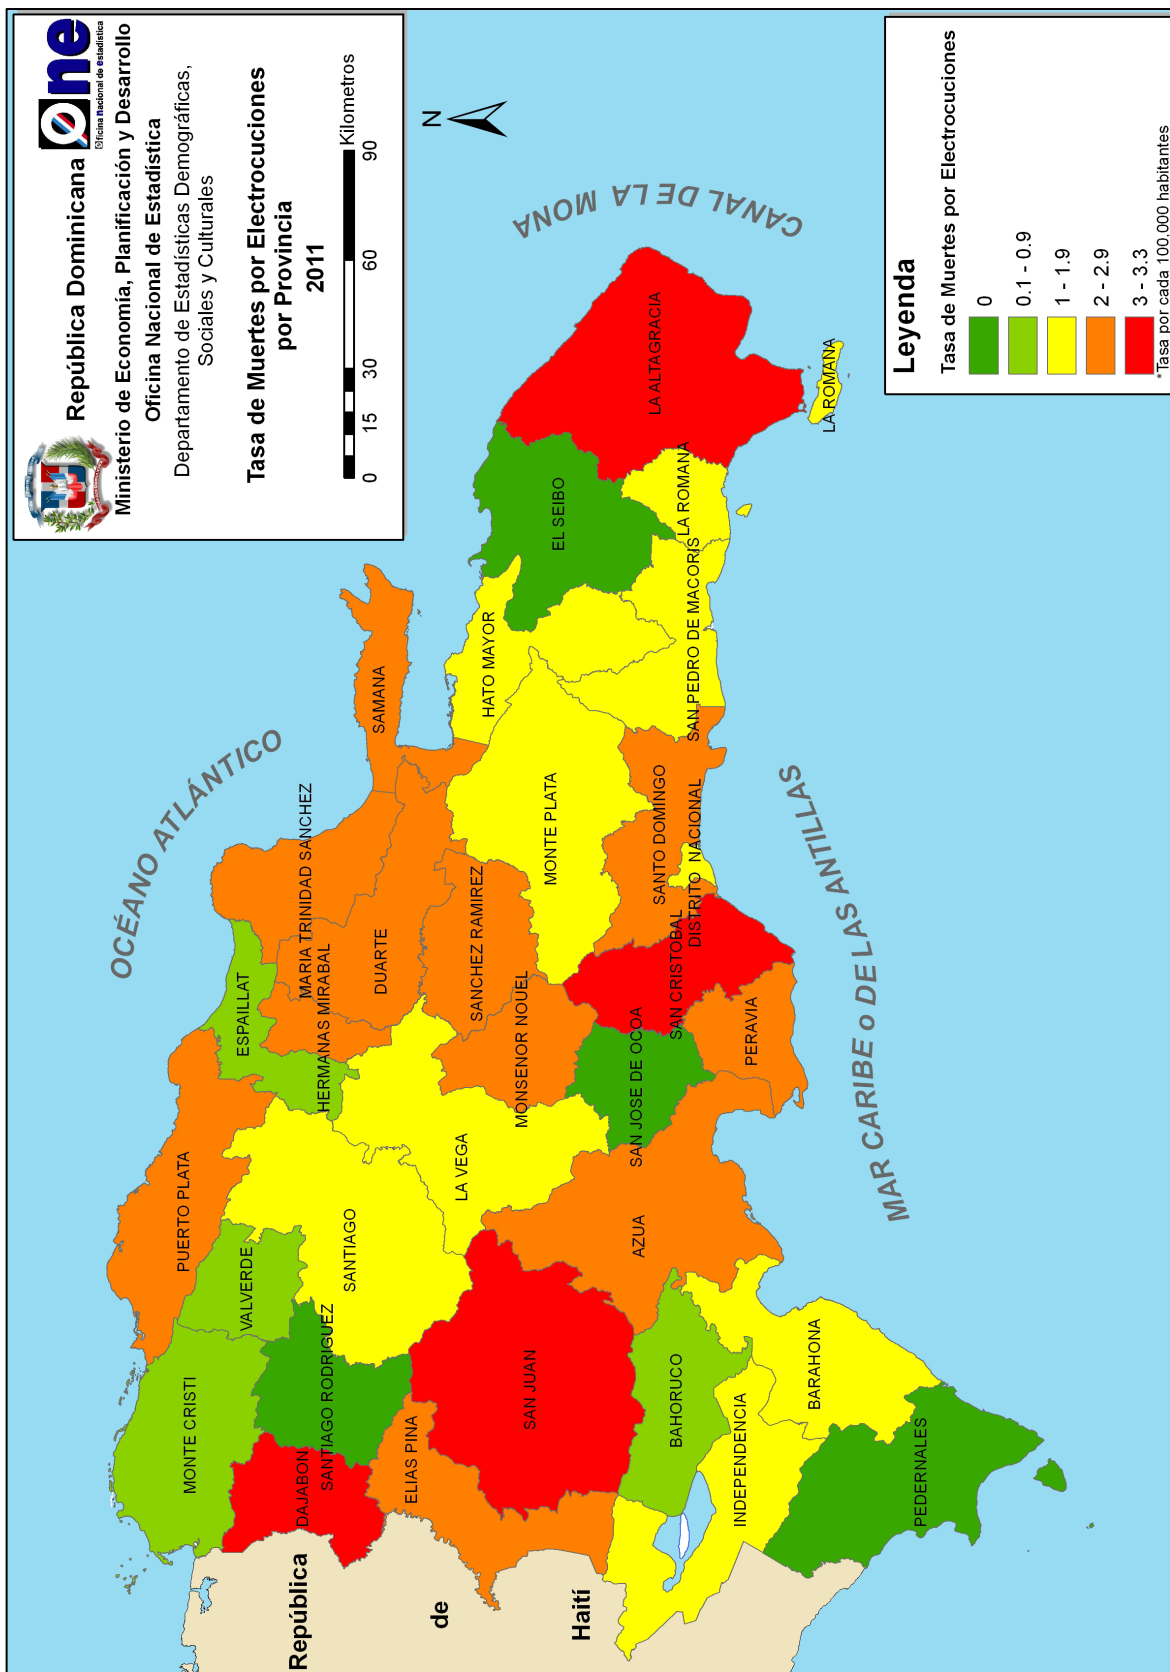 República Dominicana
One
Oficina Nacional de Estadística
Ministerio de Economía, Planificación y Desarrollo
Oficina Nacional de Estadística
Departamento de Estadísticas Demográficas,
Sociales y Culturales
Tasa de Muertes por Electrocuciones
por Provincia
2011
0 15 30 60 90
Kilometros
N
OCÉANO ATLÁNTICO
CANAL DE LA MONA
MAR CARIBE o DE LAS ANTILLAS
República
de
Haití
MONTE CRISTI
PUERTO PLATA
VALVERDE
ESPAILLAT
DAJABON
SANTIAGO RODRIGUEZ
SANTIAGO
HERMANAS MIRABAL
MARIA TRINIDAD SANCHEZ
SAMANA
DUARTE
ELIAS PINA
LA VEGA
SANCHEZ RAMIREZ
HATO MAYOR
SAN JUAN
MONSENOR NOUEL
MONTE PLATA
EL SEIBO
LA ALTAGRACIA
AZUA
SAN JOSE DE OCOA
SANTO DOMINGO
BAHORUCO
SAN CRISTOBAL
DISTRITO NACIONAL
SAN PEDRO DE MACORIS
LA ROMANA
INDEPENDENCIA
PERAVIA
BARAHONA
LA ROMANA
PEDERNALES
Leyenda
Tasa de Muertes por Electrocuciones
0
0.1 - 0.9
1 - 1.9
2 - 2.9
3 - 3.3
*Tasa por cada 100,000 habitantes